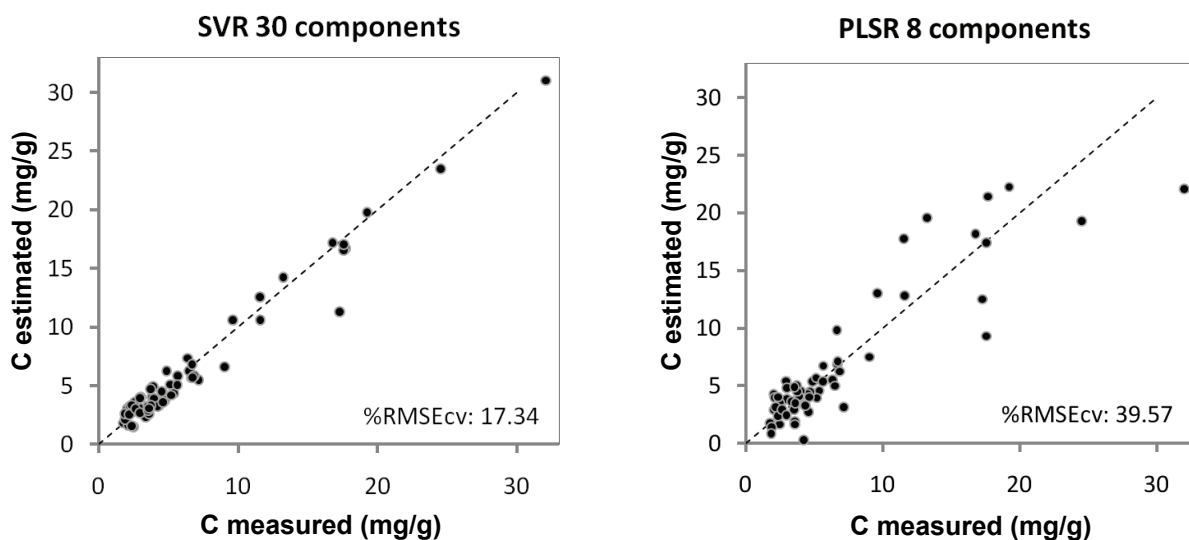 SVR 30 components
C estimated (mg/g)
30
25
20
15
10
5
0
%RMSEcv: 17.34
0 10 20 30
C measured (mg/g)
PLSR 8 components
C estimated (mg/g)
30
25
20
15
10
5
0
%RMSEcv: 39.57
0 10 20 30
C measured (mg/g)